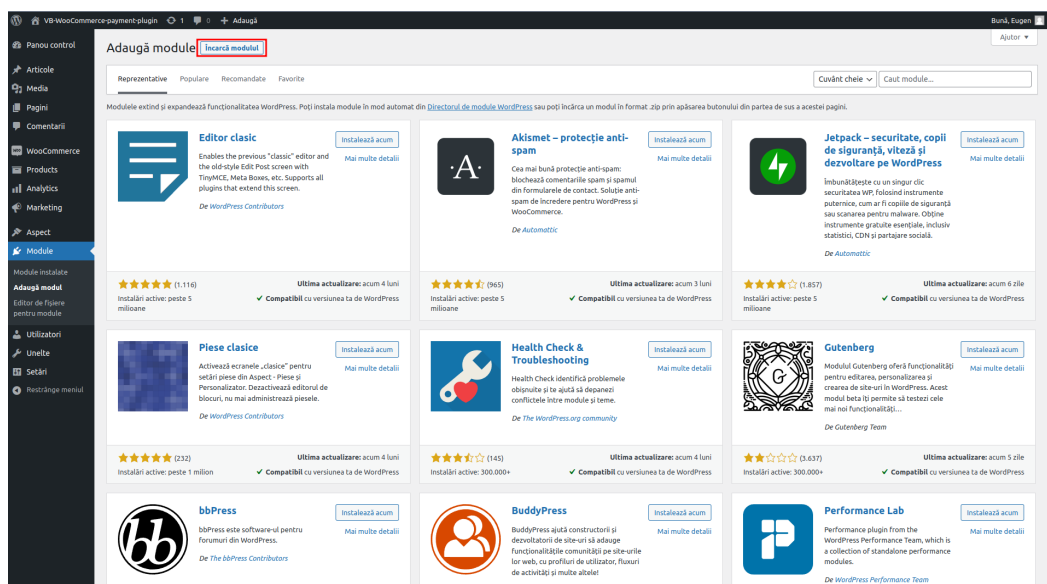 VB-WooCommerce-payment-plugin 1 0 + Adaugă Bună, Eugen
Ajutor
Panou control
Articole
Media
Pagini
Comentarii
WooCommerce
Products
Analytics
Marketing
Aspect
Module
Module instalate
Adaugă modul
Editor de fișiere
pentru module
Utilizatori
Unelte
Setări
Restrânge meniul
Adaugă module Încarcă modulul
Reprezentative Populare Recomandate Favorite Cuvânt cheie Caut module...
Modulele extind și expandează funcționalitatea WordPress. Poți instala module în mod automat din Directorul de module WordPress sau poți încărca un modul în format .zip prin apăsarea butonului din partea de sus a acestei pagini.
Editor clasic
Instalează acum
Mai multe detalii
Enables the previous "classic" editor and
the old-style Edit Post screen with
TinyMCE, Meta Boxes, etc. Supports all
plugins that extend this screen.
De WordPress Contributors
(1.116) Ultima actualizare: acum 4 luni
Instalări active: peste 5
milioane
Compatibil cu versiunea ta de WordPress
Akismet – protecție anti-
spam
Instalează acum
Mai multe detalii
Cea mai bună protecție anti-spam:
blochează comentariile spam și spamul
din formularele de contact. Soluție anti-
spam de încredere pentru WordPress și
WooCommerce.
De Automattic
(965) Ultima actualizare: acum 3 luni
Instalări active: peste 5
milioane
Compatibil cu versiunea ta de WordPress
Jetpack – securitate, copii
de siguranță, viteză și
dezvoltare pe WordPress
Instalează acum
Mai multe detalii
Îmbunătățește cu un singur clic
securitatea WP, folosind instrumente
puternice, cum ar fi copiile de siguranță
sau scanarea pentru malware. Obține
instrumente gratuite esențiale, inclusiv
statistici, CDN și partajare socială.
De Automattic
(1.857) Ultima actualizare: acum 6 zile
Instalări active: peste 5
milioane
Compatibil cu versiunea ta de WordPress
Piese clasice
Instalează acum
Mai multe detalii
Activează ecranele „clasice” pentru
setări piese din Aspect - Piese și
Personalizator. Dezactivează editorul de
blocuri, nu mai administrează piesele.
De WordPress Contributors
(232) Ultima actualizare: acum 4 luni
Instalări active: peste 1 milion
Compatibil cu versiunea ta de WordPress
Health Check &
Troubleshooting
Instalează acum
Mai multe detalii
Health Check identifică problemele
obișnuite și te ajută să depanezi
conflictele între module și teme.
De The WordPress.org community
(145) Ultima actualizare: acum 4 luni
Instalări active: 300.000+
Compatibil cu versiunea ta de WordPress
Gutenberg
Instalează acum
Mai multe detalii
Modulul Gutenberg oferă funcționalități
pentru editarea, personalizarea și
crearea de site-uri în WordPress. Acest
modul beta îți permite să testezi cele
mai noi funcționalități...
De Gutenberg Team
(3.637) Ultima actualizare: acum 5 zile
Instalări active: 300.000+
Compatibil cu versiunea ta de WordPress
bbPress
Instalează acum
Mai multe detalii
bbPress este software-ul pentru
forumuri din WordPress.
De The bbPress Contributors
BuddyPress
Instalează acum
Mai multe detalii
BuddyPress ajută constructorii și
dezvoltatorii de site-uri să adauge
funcționalitățile comunității pe site-urile
lor web, cu profiluri de utilizator, fluxuri
de activități și multe altele!
Performance Lab
Instalează acum
Mai multe detalii
Performance plugin from the
WordPress Performance Team, which is
a collection of standalone performance
modules.
De WordPress Performance Team